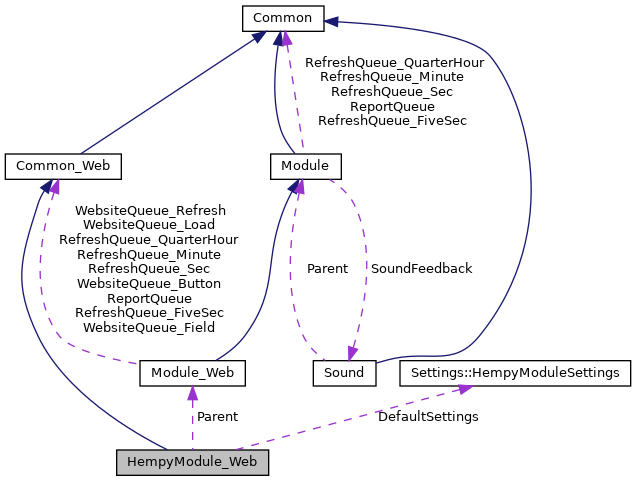 Common
RefreshQueue_QuarterHour
RefreshQueue_Minute
RefreshQueue_Sec
ReportQueue
RefreshQueue_FiveSec
Common_Web
Module
WebsiteQueue_Refresh
WebsiteQueue_Load
RefreshQueue_QuarterHour
RefreshQueue_Minute
RefreshQueue_Sec
WebsiteQueue_Button
ReportQueue
RefreshQueue_FiveSec
WebsiteQueue_Field
Parent
SoundFeedback
Module_Web
Sound
Settings::HempyModuleSettings
Parent
DefaultSettings
HempyModule_Web